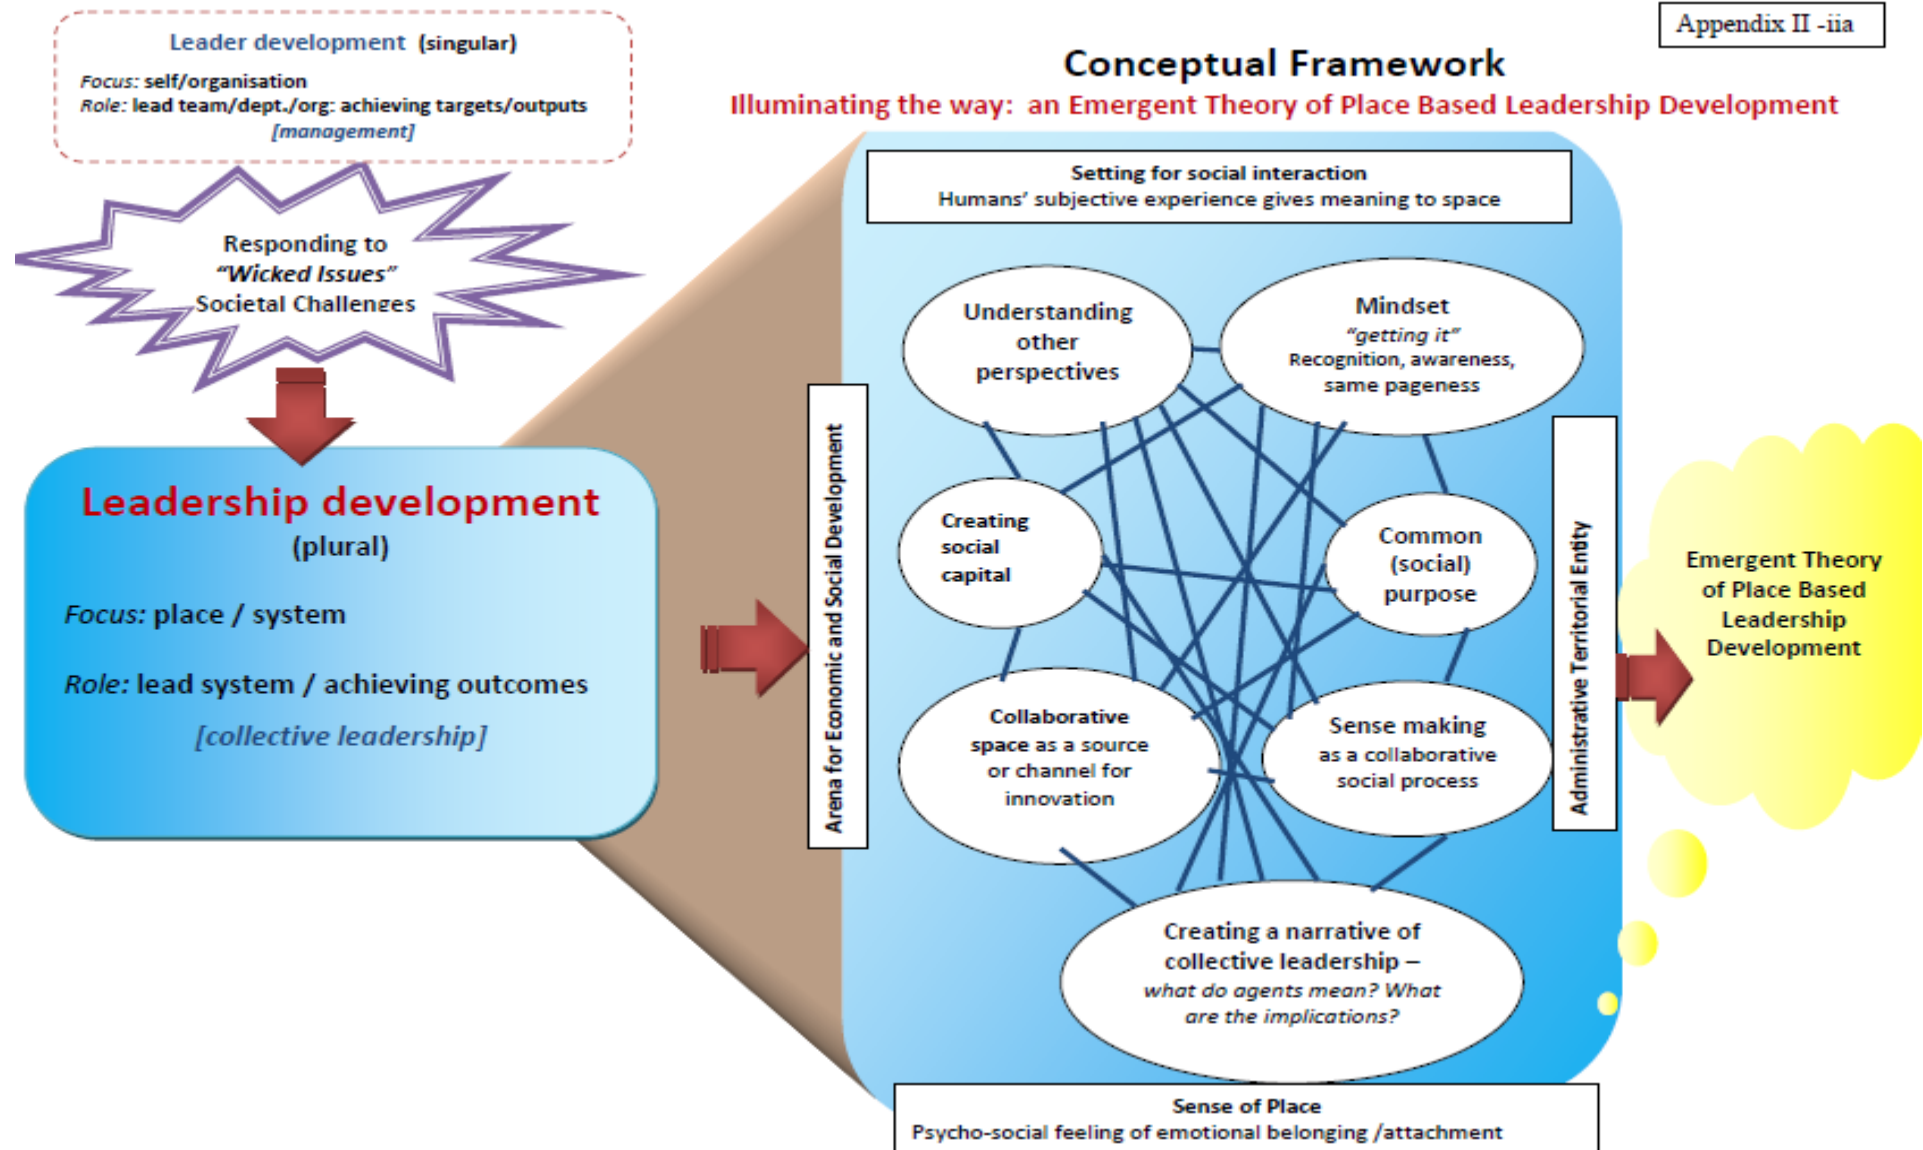 Appendix II -iia
Leader development (singular)
Focus: self/organisation
Role: lead team/dept./org: achieving targets/outputs
[management]
Conceptual Framework
Illuminating the way: an Emergent Theory of Place Based Leadership Development
Responding to
“Wicked Issues”
Societal Challenges
Leadership development
(plural)
Focus: place / system
Role: lead system / achieving outcomes
[collective leadership]
Setting for social interaction
Humans’ subjective experience gives meaning to space
Arena for Economic and Social Development
Understanding
other
perspectives
Mindset
“getting it”
Recognition, awareness,
same pageness
Creating
social
capital
Common
(social)
purpose
Collaborative
space as a source
or channel for
innovation
Sense making
as a collaborative
social process
Creating a narrative of
collective leadership –
what do agents mean? What
are the implications?
Administrative Territorial Entity
Sense of Place
Psycho-social feeling of emotional belonging /attachment
Emergent Theory
of Place Based
Leadership
Development